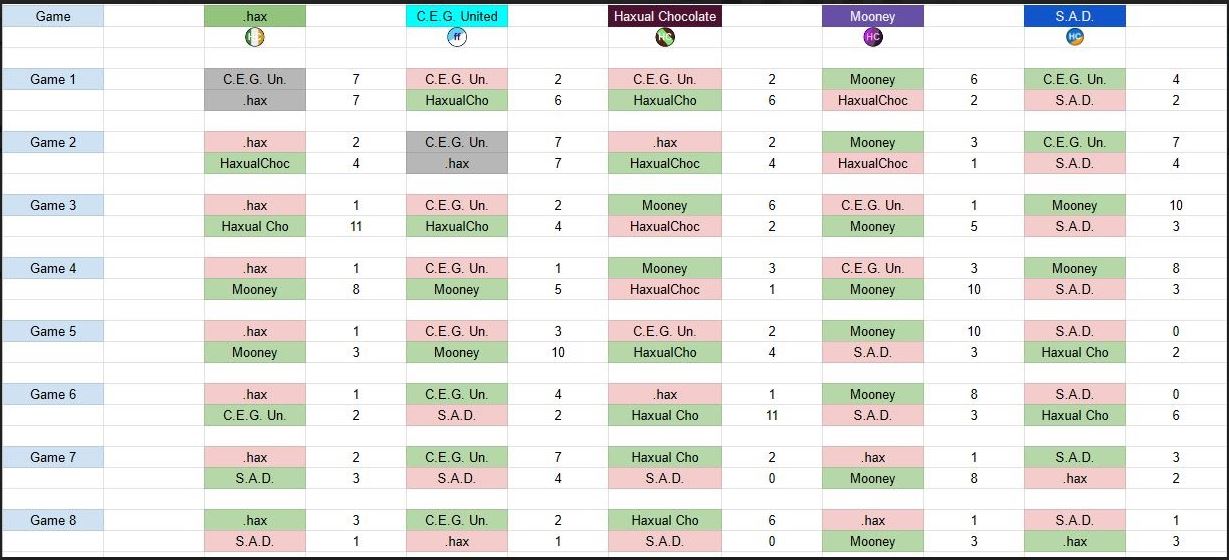 Game .hax C.E.G. United Haxual Chocolate Mooney S.A.D.
HC ff HC HC HC
Game 1 C.E.G. Un. 7 C.E.G. Un. 2 C.E.G. Un. 2 Mooney 6 C.E.G. Un. 4
.hax 7 HaxualCho 6 HaxualCho 6 HaxualChoc 2 S.A.D. 2
Game 2 .hax 2 C.E.G. Un. 7 .hax 2 Mooney 3 C.E.G. Un. 7
HaxualChoc 4 .hax 7 HaxualChoc 4 HaxualChoc 1 S.A.D. 4
Game 3 .hax 1 C.E.G. Un. 2 Mooney 6 C.E.G. Un. 1 Mooney 10
Haxual Cho 11 HaxualCho 4 HaxualChoc 2 Mooney 5 S.A.D. 3
Game 4 .hax 1 C.E.G. Un. 1 Mooney 3 C.E.G. Un. 3 Mooney 8
Mooney 8 Mooney 5 HaxualChoc 1 Mooney 10 S.A.D. 3
Game 5 .hax 1 C.E.G. Un. 3 C.E.G. Un. 2 Mooney 10 S.A.D. 0
Mooney 3 Mooney 10 HaxualCho 4 S.A.D. 3 Haxual Cho 2
Game 6 .hax 1 C.E.G. Un. 4 .hax 1 Mooney 8 S.A.D. 0
C.E.G. Un. 2 S.A.D. 2 Haxual Cho 11 S.A.D. 3 Haxual Cho 6
Game 7 .hax 2 C.E.G. Un. 7 Haxual Cho 2 .hax 1 S.A.D. 3
S.A.D. 3 S.A.D. 4 S.A.D. 0 Mooney 8 .hax 2
Game 8 .hax 3 C.E.G. Un. 2 Haxual Cho 6 .hax 1 S.A.D. 1
S.A.D. 1 .hax 1 S.A.D. 0 Mooney 3 .hax 3